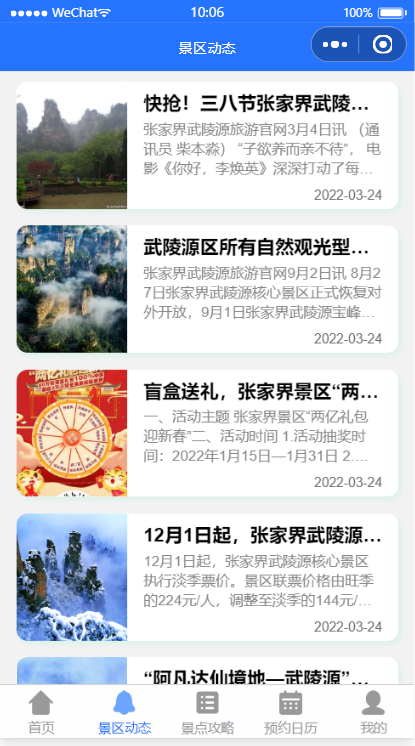 WeChat
10:06
100%
景区动态
快抢！三八节张家界武陵...
张家界武陵源旅游官网3月4日讯 （通
讯员 柴本淼） “子欲养而亲不待”， 电
影《你好，李焕英》深深打动了每...
2022-03-24
武陵源区所有自然观光型...
张家界武陵源旅游官网9月2日讯 8月2
7日张家界武陵源核心景区正式恢复对
外开放，9月1日张家界武陵源宝峰...
2022-03-24
盲盒送礼，张家界景区“两...
一、活动主题 张家界景区“两亿礼包
迎新春”二、活动时间 1.活动抽奖时
间：2022年1月15日—1月31日 2....
2022-03-24
12月1日起，张家界武陵源...
12月1日起，张家界武陵源核心景区
执行淡季票价。景区联票价格由旺季
的224元/人，调整至淡季的144元/...
2022-03-24
“阿凡达仙境地—武陵源”...
首页
景区动态
景点攻略
预约日历
我的